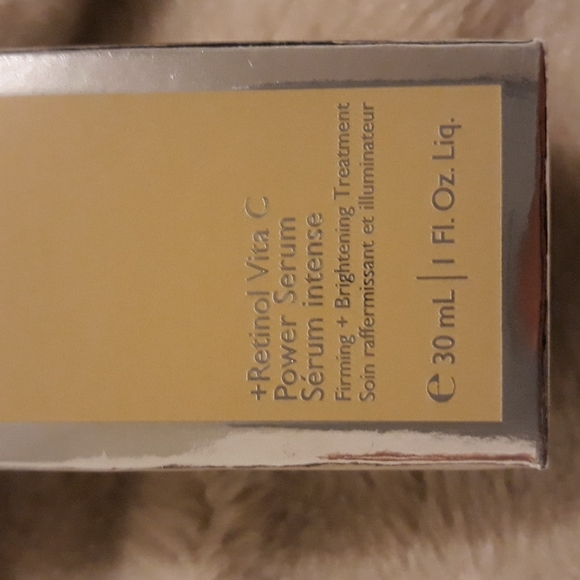 +Retinol Vita C
Power Serum
Sérum intense
Firming + Brightening Treatment
Soin raffermissant et illuminateur
℮ 30 mL | 1 Fl. Oz. Liq.